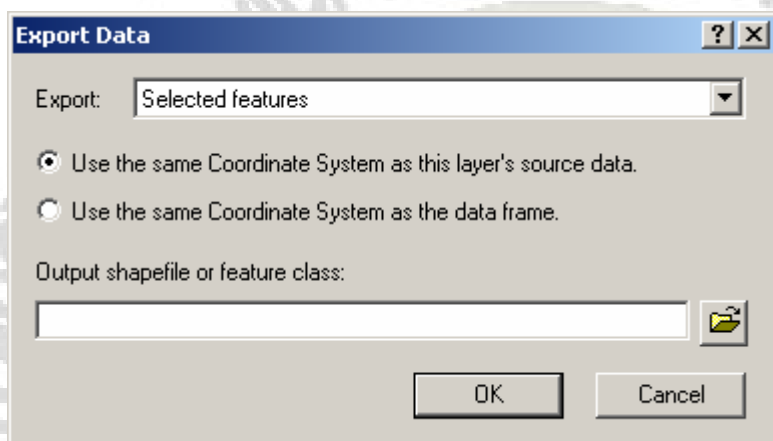 Export Data
Export: Selected features
Use the same Coordinate System as this layer's source data.
Use the same Coordinate System as the data frame.
Output shapefile or feature class:
OK Cancel